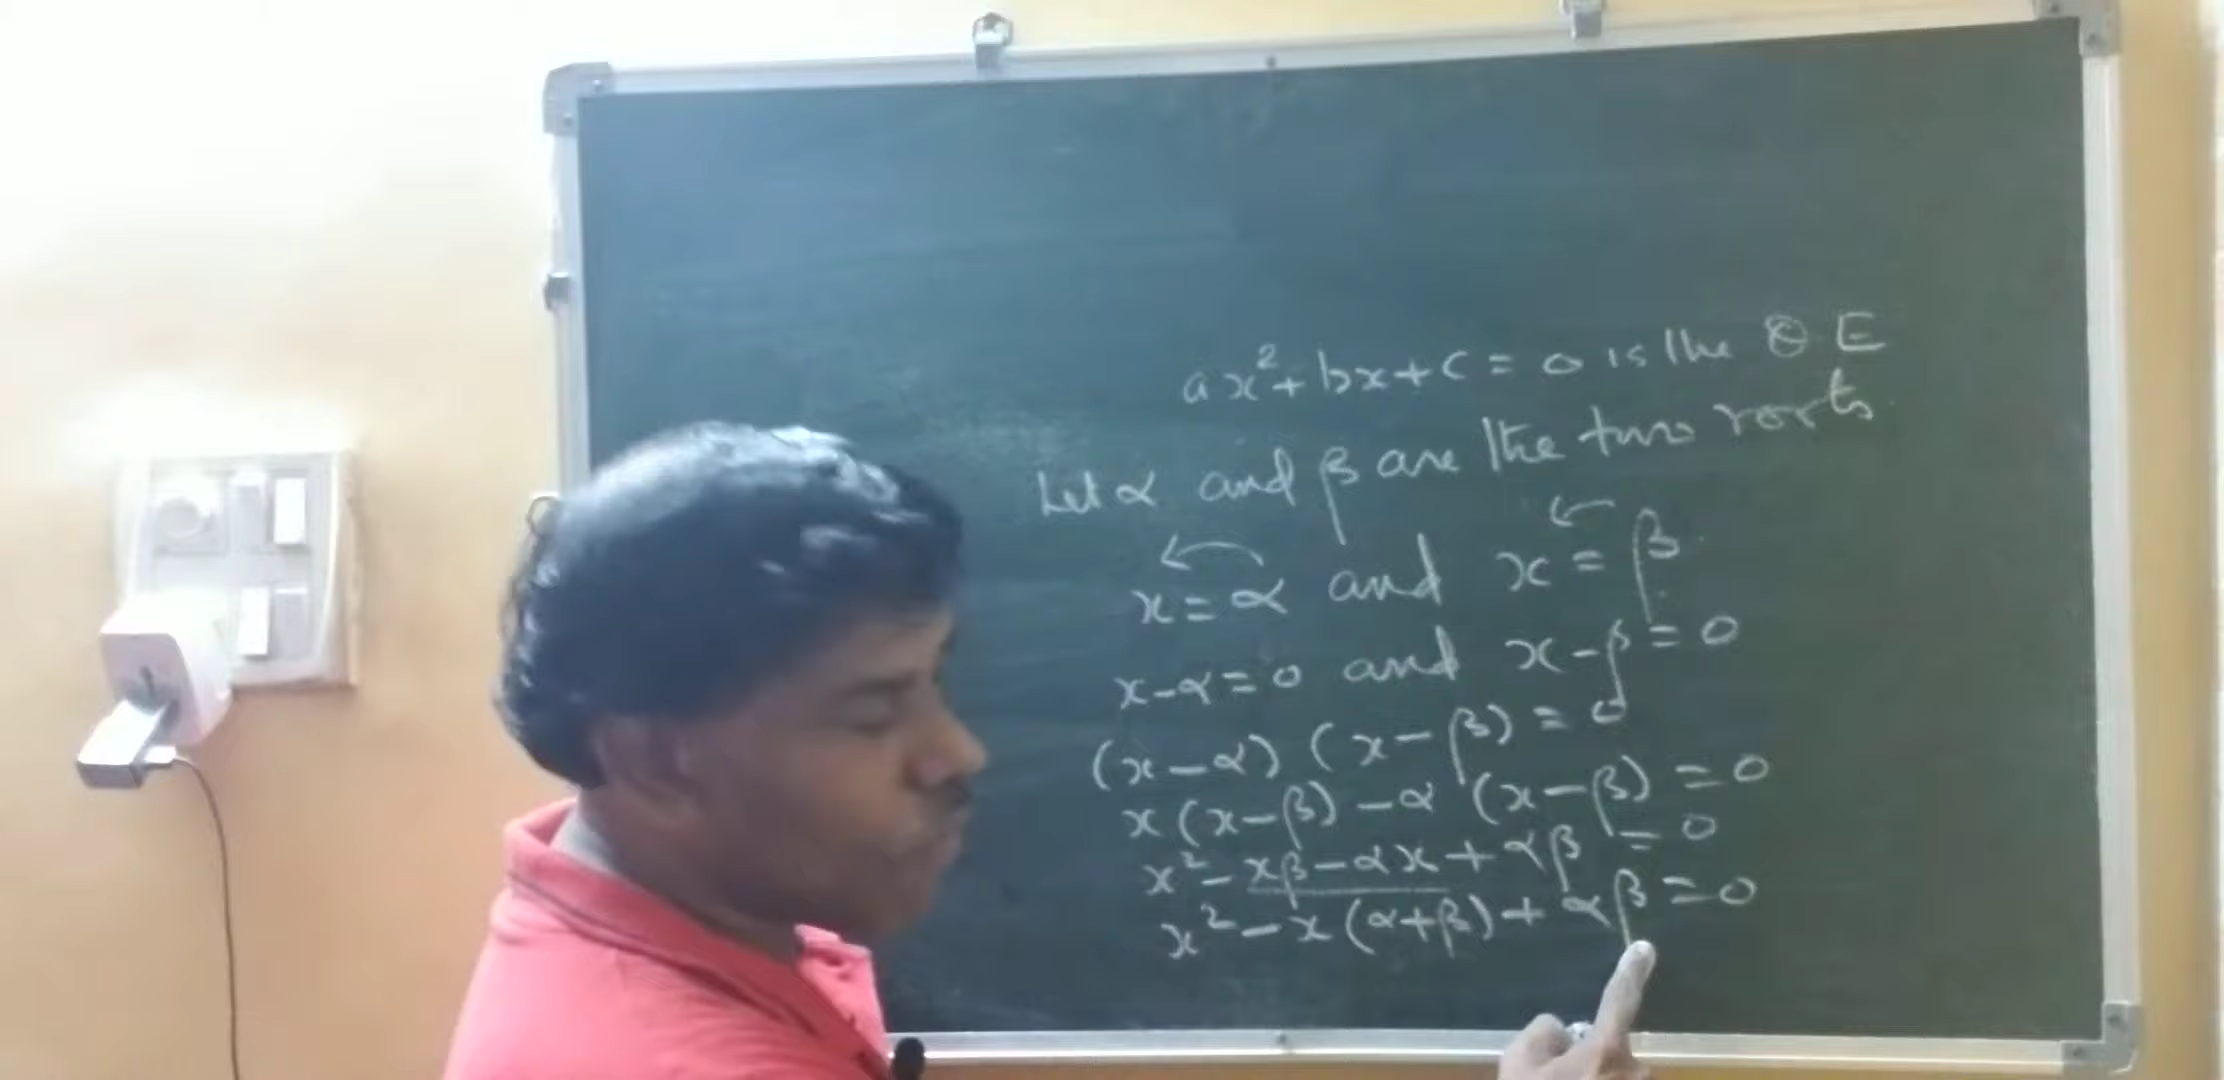 ax²+bx+c = 0 is the Q E
Let α and β are the two roots
x = α and x = β.
x-α = 0 and x-β = 0
(x-α) (x-β) = 0
x(x-β) -α (x-β) = 0
x² - xβ - αx + αβ = 0
x² - x(α+β) + αβ = 0